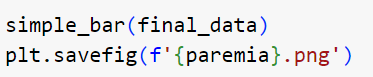 simple_bar(final_data)
plt.savefig(f'{paremia}.png')